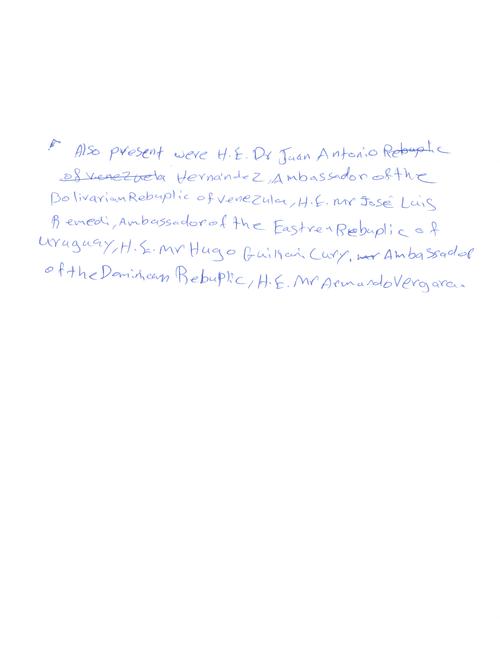 Also present were H.E. Dr Juan Antonio Rebuplic
of venezuela Hernández, Ambassador of the
Bolivarian Rebuplic of venezula, H.E. Mr José Luis
Remedi, Ambassador of the Eastren Rebuplic of
Uruguay, H.E. Mr Hugo Guiliani Cury, mr Ambassador
of the Dominican Rebuplic, H.E. Mr Armando Vergara.